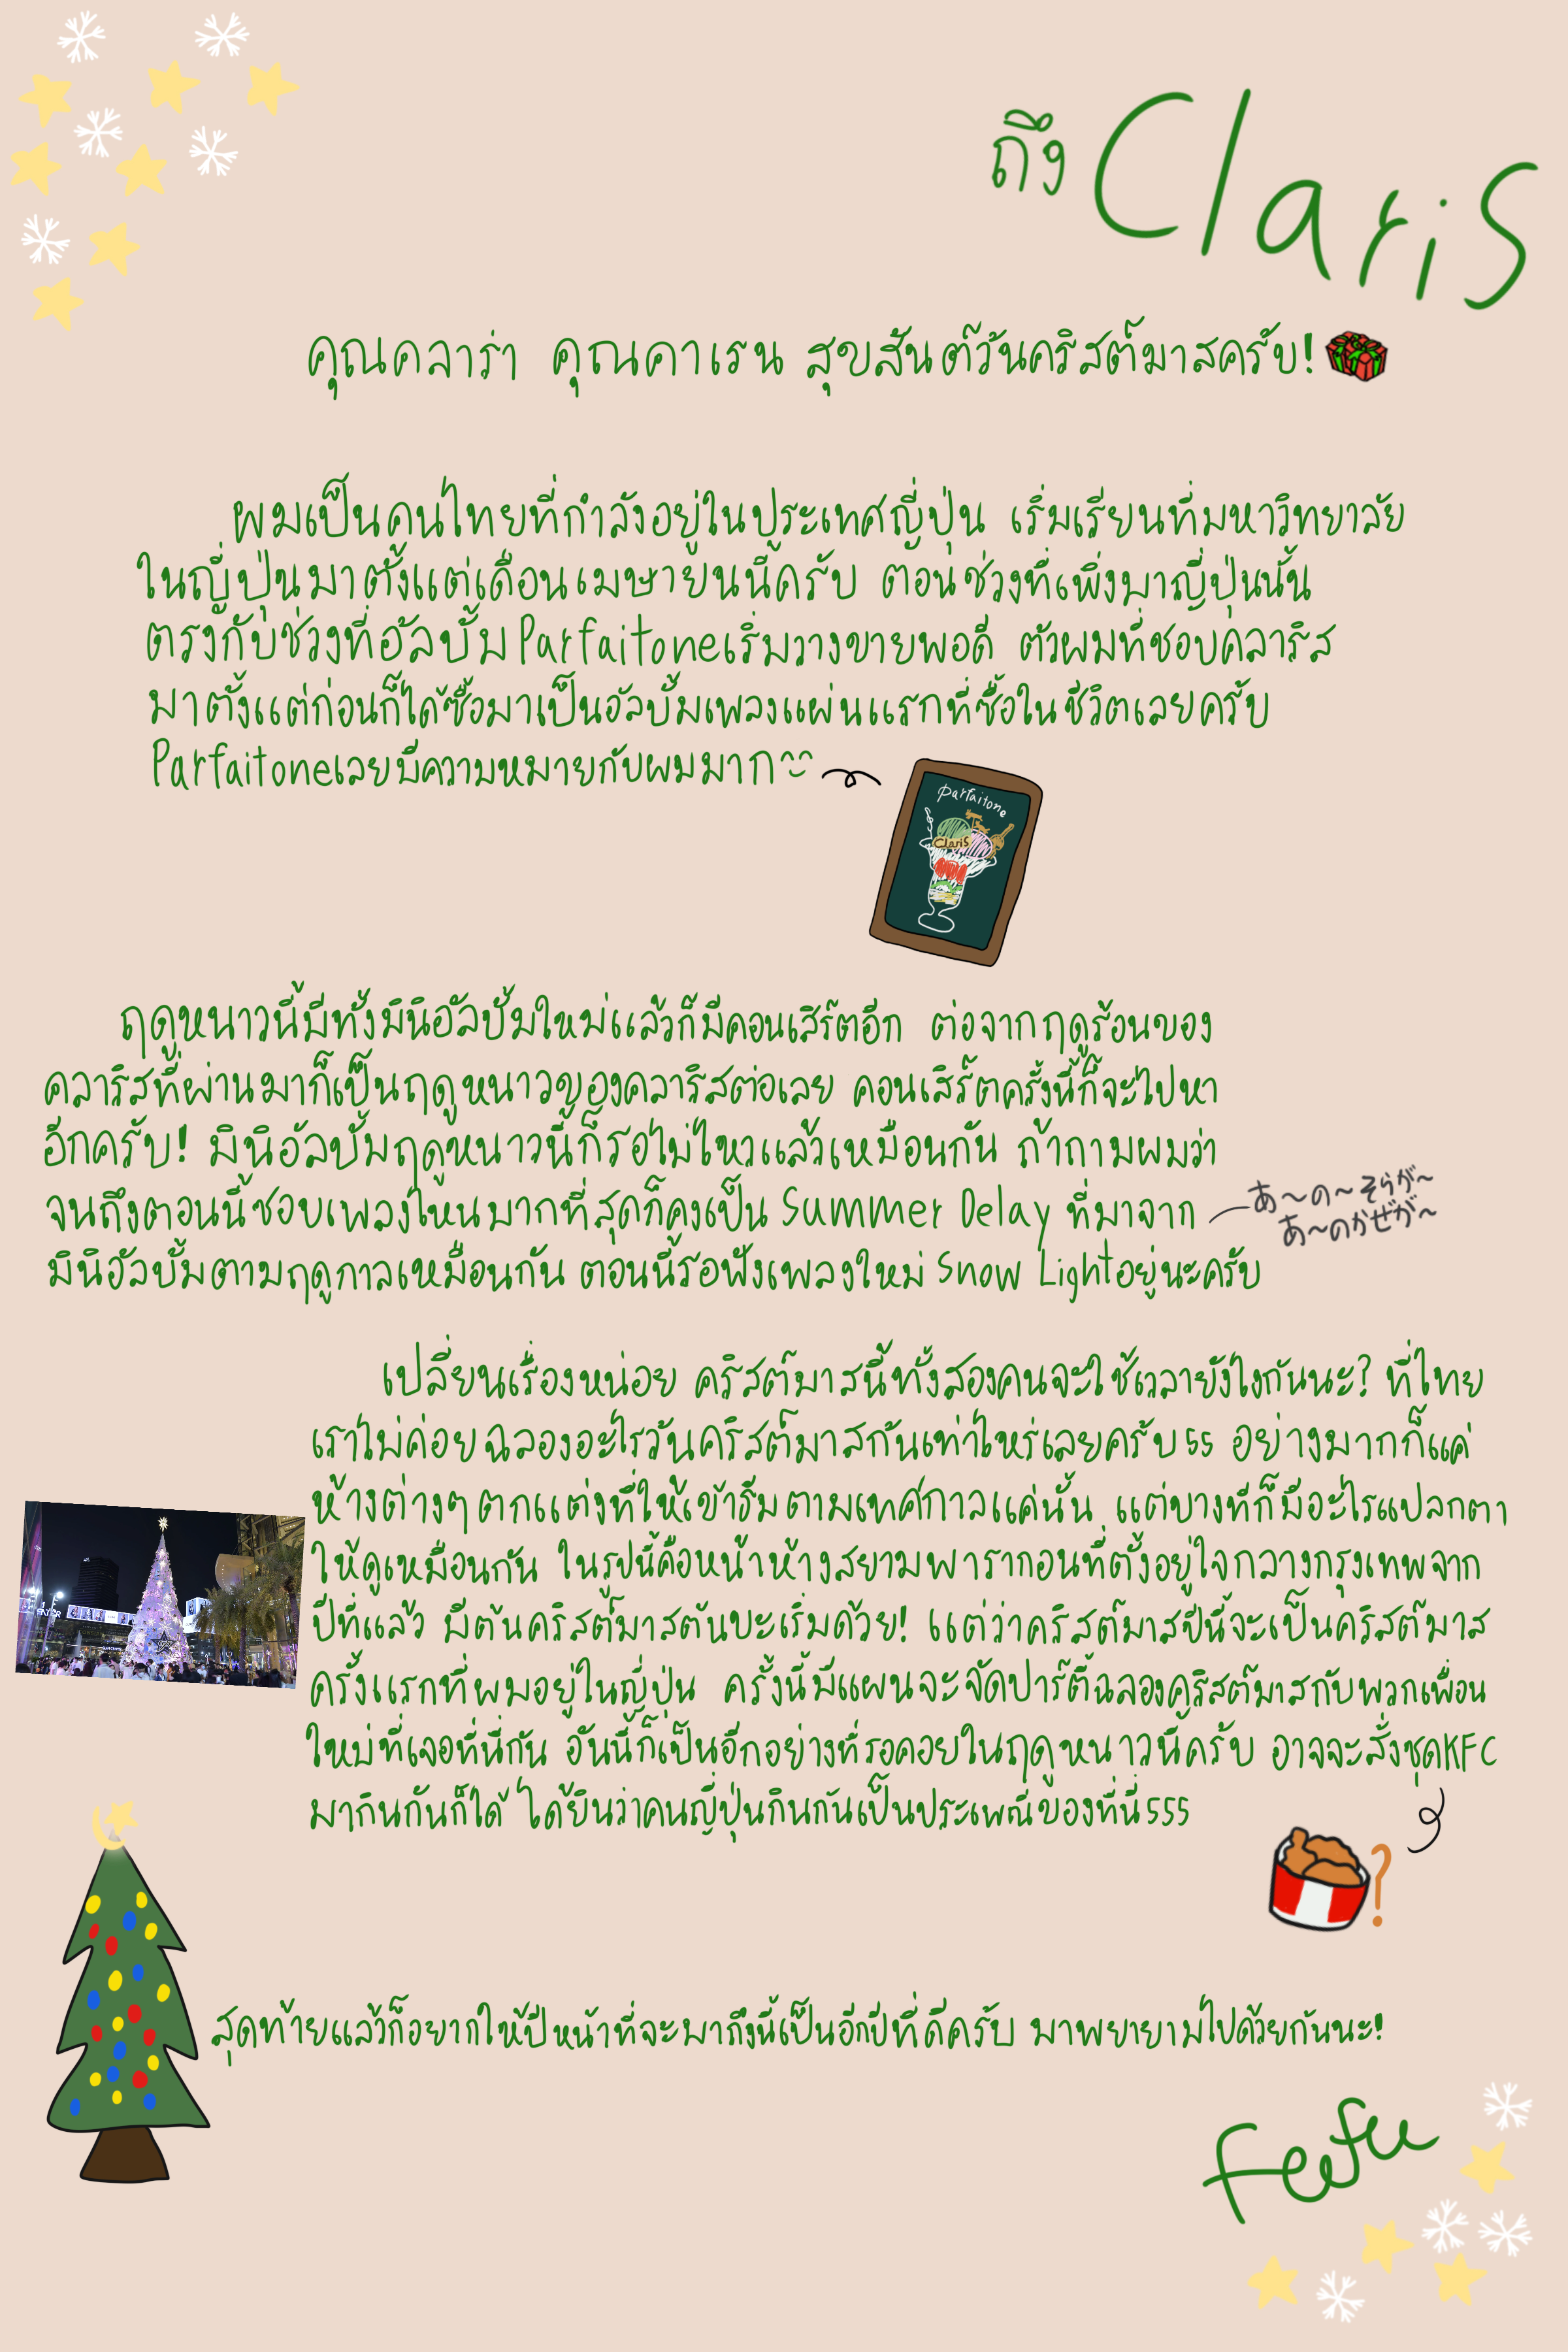 ถึง ClariS
คุณคลาร่า คุณคาเรน สุขสันต์วันคริสต์มาสครับ!
ผมเป็นคนไทยที่กำลังอยู่ในประเทศญี่ปุ่น เริ่มเรียนที่มหาวิทยาลัย
ในญี่ปุ่นมาตั้งแต่เดือนเมษายนนี้ครับ ตอนช่วงที่เพิ่งมาญี่ปุ่นนั้น
ตรงกับช่วงที่อัลบั้มParfaitoneเริ่มวางขายพอดี ตัวผมที่ชอบคลาริส
มาตั้งแต่ก่อนก็ได้ซื้อมาเป็นอัลบั้มเพลงแผ่นแรกที่ซื้อในชีวิตเลยครับ
Parfaitoneเลยมีความหมายกับผมมาก^^
parfaitone
ClariS
ฤดูหนาวนี้มีทั้งมินิอัลบั้มใหม่แล้วก็มีคอนเสิร์ตอีก ต่อจากฤดูร้อนของ
คลาริสที่ผ่านมาก็เป็นฤดูหนาวของคลาริสต่อเลย คอนเสิร์ตครั้งนี้ก็จะไปหา
อีกครับ! มินิอัลบั้มฤดูหนาวนี้ก็รอไม่ไหวแล้วเหมือนกัน ถ้าถามผมว่า
จนถึงตอนนี้ชอบเพลงไหนมากที่สุดก็คงเป็น Summer Delay ที่มาจาก
あ〜の〜そらが〜
あ〜のかぜが〜
มินิอัลบั้มตามฤดูกาลเหมือนกัน ตอนนี้รอฟังเพลงใหม่ Snow Lightอยู่นะครับ
เปลี่ยนเรื่องหน่อย คริสต์มาสนี้ทั้งสองคนจะใช้เวลายังไงกันนะ? ที่ไทย
เราไม่ค่อยฉลองอะไรวันคริสต์มาสกันเท่าไหร่เลยครับ55 อย่างมากก็แค่
ห้างต่างๆตกแต่งที่ให้เข้าธีมตามเทศกาลแค่นั้น แต่บางทีก็มีอะไรแปลกตา
ให้ดูเหมือนกัน ในรูปนี้คือหน้าห้างสยามพารากอนที่ตั้งอยู่ใจกลางกรุงเทพจาก
ปีที่แล้ว มีต้นคริสต์มาสต้นบะเริ่มด้วย! แต่ว่าคริสต์มาสปีนี้จะเป็นคริสต์มาส
ครั้งแรกที่ผมอยู่ในญี่ปุ่น ครั้งนี้มีแผนจะจัดปาร์ตี้ฉลองคริสต์มาสกับพวกเพื่อน
ใหม่ที่เจอที่นี่กัน อันนี้ก็เป็นอีกอย่างที่รอคอยในฤดูหนาวนี้ครับ อาจจะสั่งชุดKFC
มากินกันก็ได้ ได้ยินว่าคนญี่ปุ่นกินกันเป็นประเพณีของที่นี่555
?
สุดท้ายแล้วก็อยากให้ปีหน้าที่จะมาถึงนี้เป็นอีกปีที่ดีครับ มาพยายามไปด้วยกันนะ!